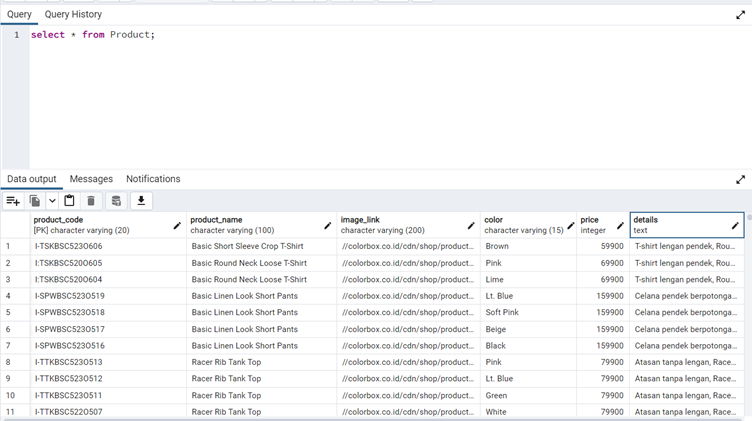 Query Query History
1 select * from Product;
Data output Messages Notifications
product_code product_name image_link color price details
[PK] character varying (20) character varying (100) character varying (200) character varying (15) integer text
1 I-TSKBSC523O606 Basic Short Sleeve Crop T-Shirt //colorbox.co.id/cdn/shop/product... Brown 59900 T-shirt lengan pendek, Rou...
2 I:TSKBSC520O605 Basic Round Neck Loose T-Shirt //colorbox.co.id/cdn/shop/product... Pink 69900 T-shirt lengan pendek, Rou...
3 I:TSKBSC520O604 Basic Round Neck Loose T-Shirt //colorbox.co.id/cdn/shop/product... Lime 69900 T-shirt lengan pendek, Rou...
4 I-SPWBSC523O519 Basic Linen Look Short Pants //colorbox.co.id/cdn/shop/product... Lt. Blue 159900 Celana pendek berpotonga...
5 I-SPWBSC523O518 Basic Linen Look Short Pants //colorbox.co.id/cdn/shop/product... Soft Pink 159900 Celana pendek berpotonga...
6 I-SPWBSC523O517 Basic Linen Look Short Pants //colorbox.co.id/cdn/shop/product... Beige 159900 Celana pendek berpotonga...
7 I-SPWBSC523O516 Basic Linen Look Short Pants //colorbox.co.id/cdn/shop/product... Black 159900 Celana pendek berpotonga...
8 I-TTKBSC523O513 Racer Rib Tank Top //colorbox.co.id/cdn/shop/product... Pink 79900 Atasan tanpa lengan, Race...
9 I-TTKBSC523O512 Racer Rib Tank Top //colorbox.co.id/cdn/shop/product... Lt. Blue 79900 Atasan tanpa lengan, Race...
10 I-TTKBSC523O511 Racer Rib Tank Top //colorbox.co.id/cdn/shop/product... Green 79900 Atasan tanpa lengan, Race...
11 I-TTKBSC522O507 Racer Rib Tank Top //colorbox.co.id/cdn/shop/product... White 79900 Atasan tanpa lengan, Race...